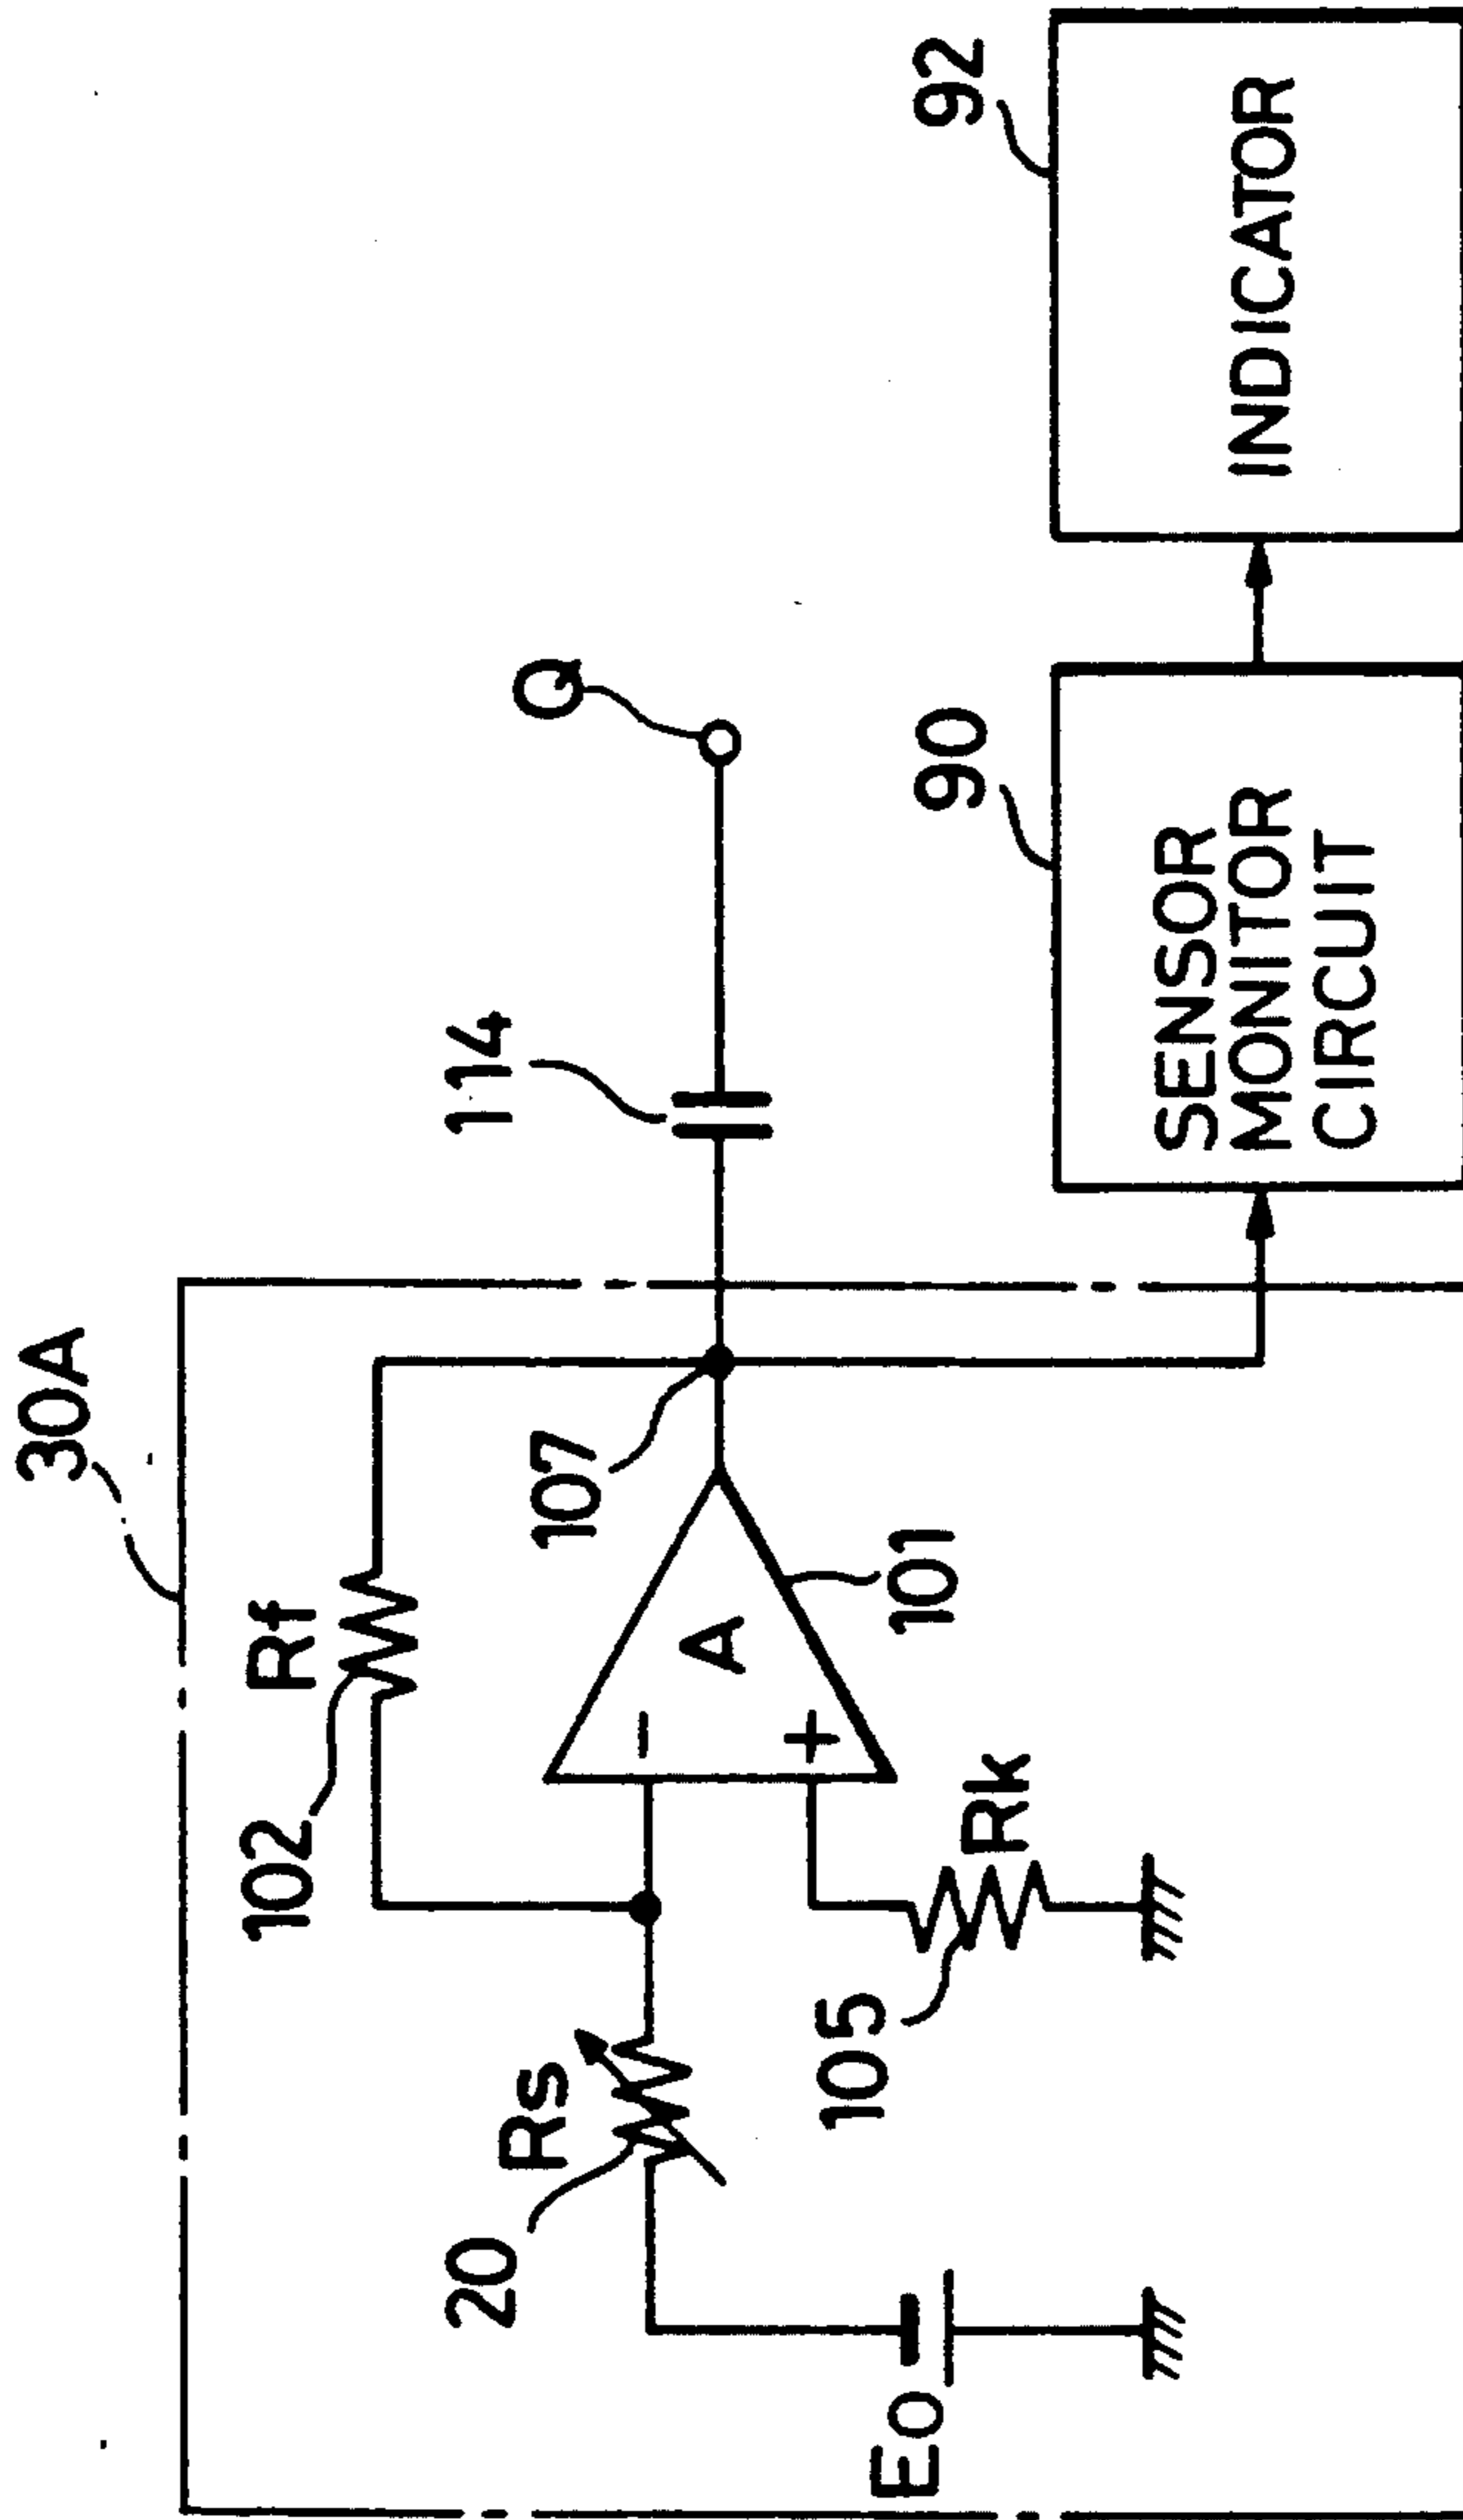 30A
102
Rf
114
Q
20
Rs
107
A
−
+
101
105
Rk
Eo
90
SENSOR
MONITOR
CIRCUIT
92
INDICATOR